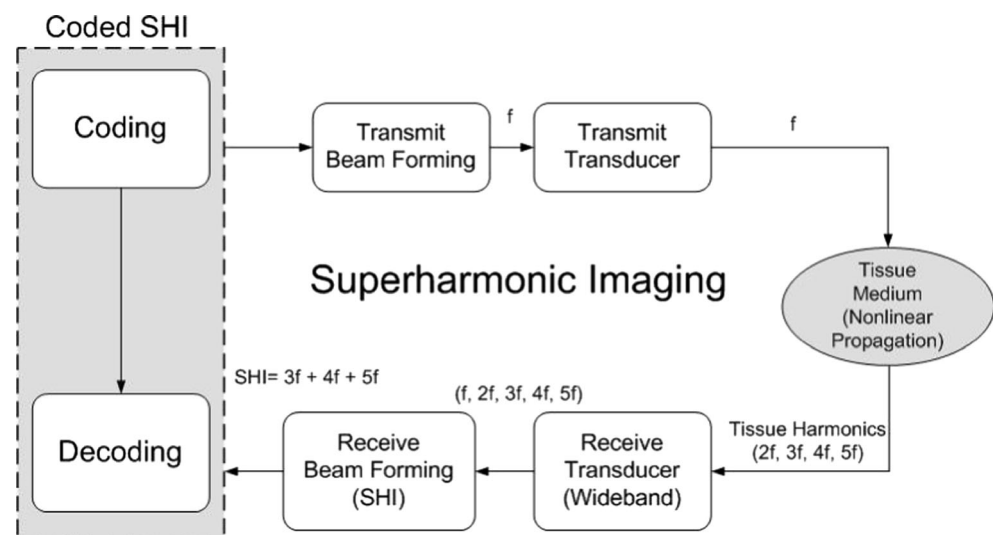 Coded SHI
Coding
Transmit
Beam Forming
f
Transmit
Transducer
f
Superharmonic Imaging
Tissue
Medium
(Nonlinear
Propagation)
SHI= 3f + 4f + 5f
(f, 2f, 3f, 4f, 5f)
Tissue Harmonics
(2f, 3f, 4f, 5f)
Decoding
Receive
Beam Forming
(SHI)
Receive
Transducer
(Wideband)